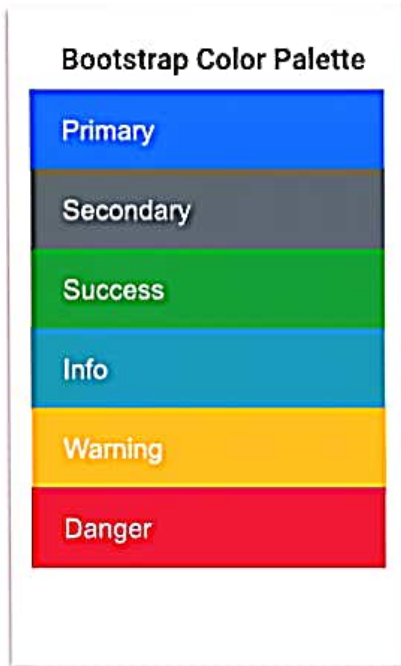 Bootstrap Color Palette
Primary
Secondary
Success
Info
Warning
Danger